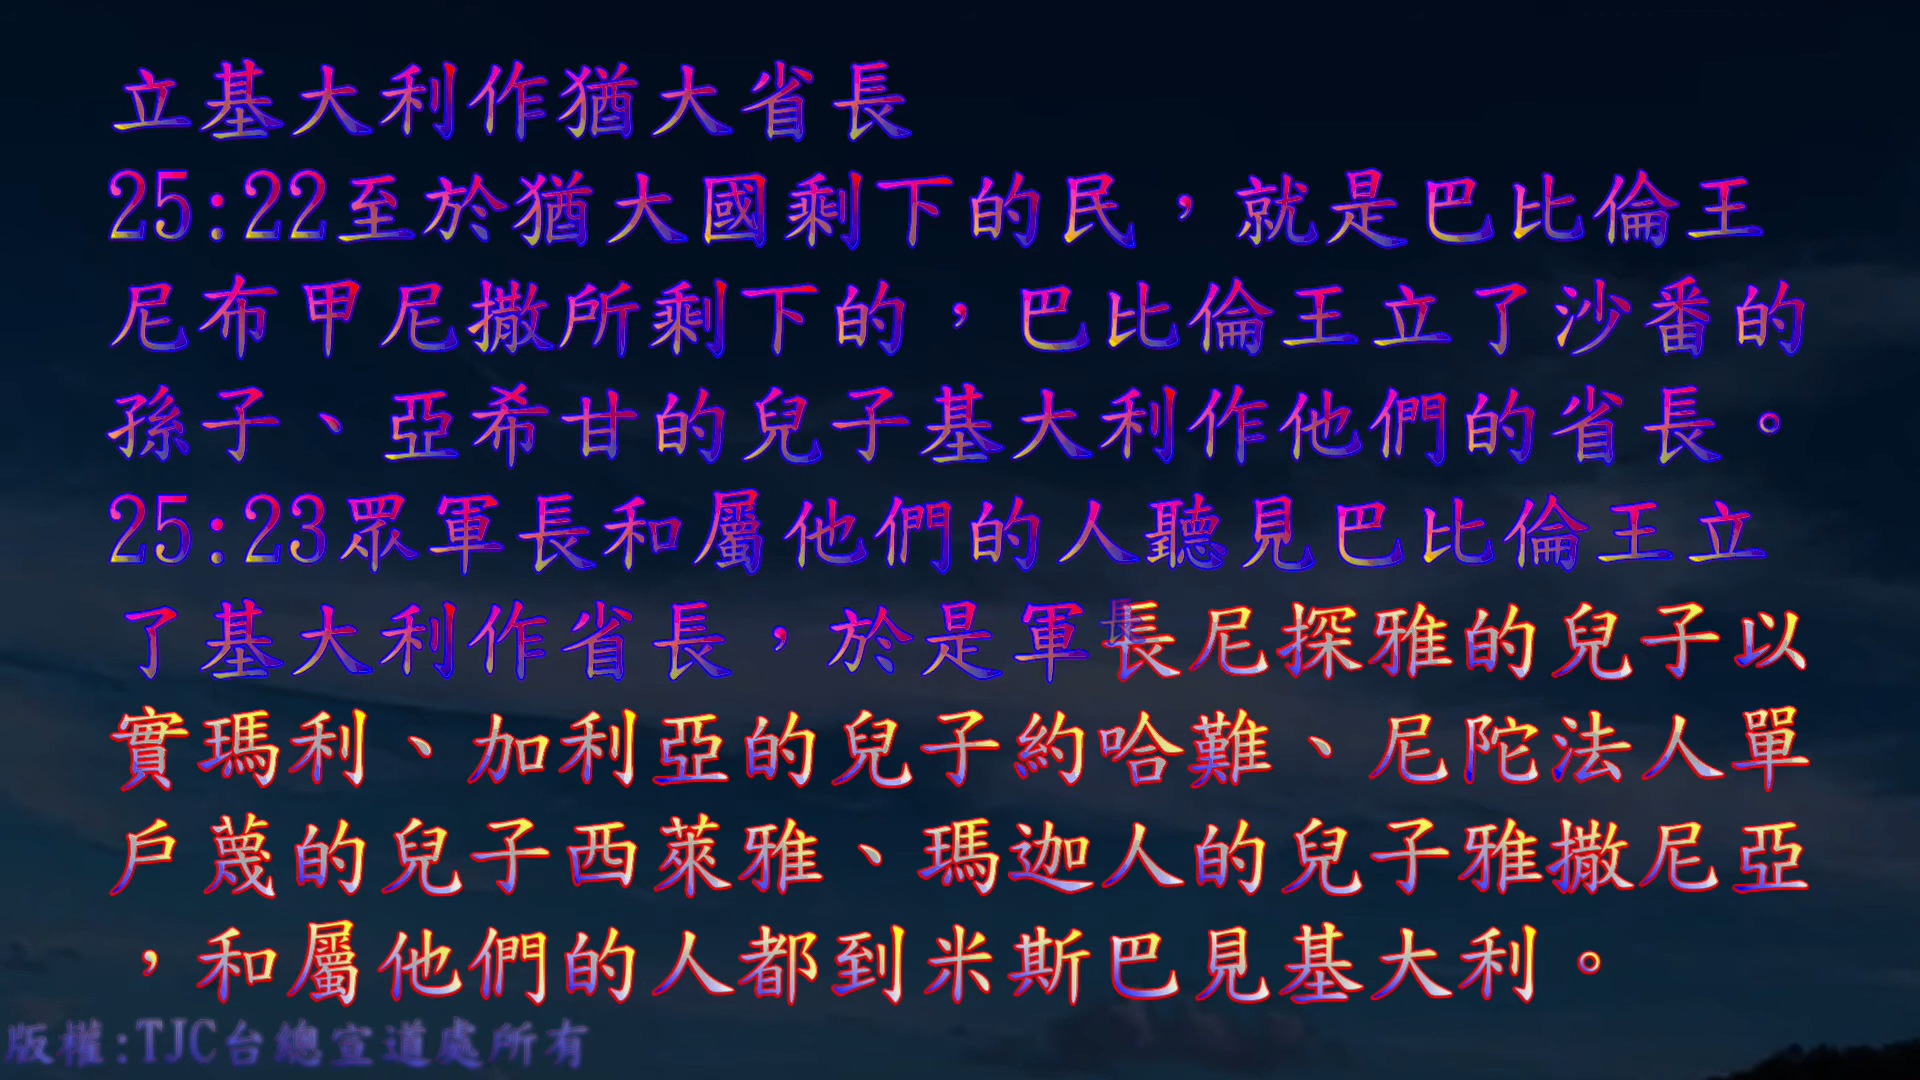 立基大利作猶大省長
25:22至於猶大國剩下的民，就是巴比倫王
尼布甲尼撒所剩下的，巴比倫王立了沙番的
孫子、亞希甘的兒子基大利作他們的省長。
25:23眾軍長和屬他們的人聽見巴比倫王立
了基大利作省長，於是軍長尼探雅的兒子以
實瑪利、加利亞的兒子約哈難、尼陀法人單
戶蔑的兒子西萊雅、瑪迦人的兒子雅撒尼亞
，和屬他們的人都到米斯巴見基大利。
版權:TJC台總宣道處所有